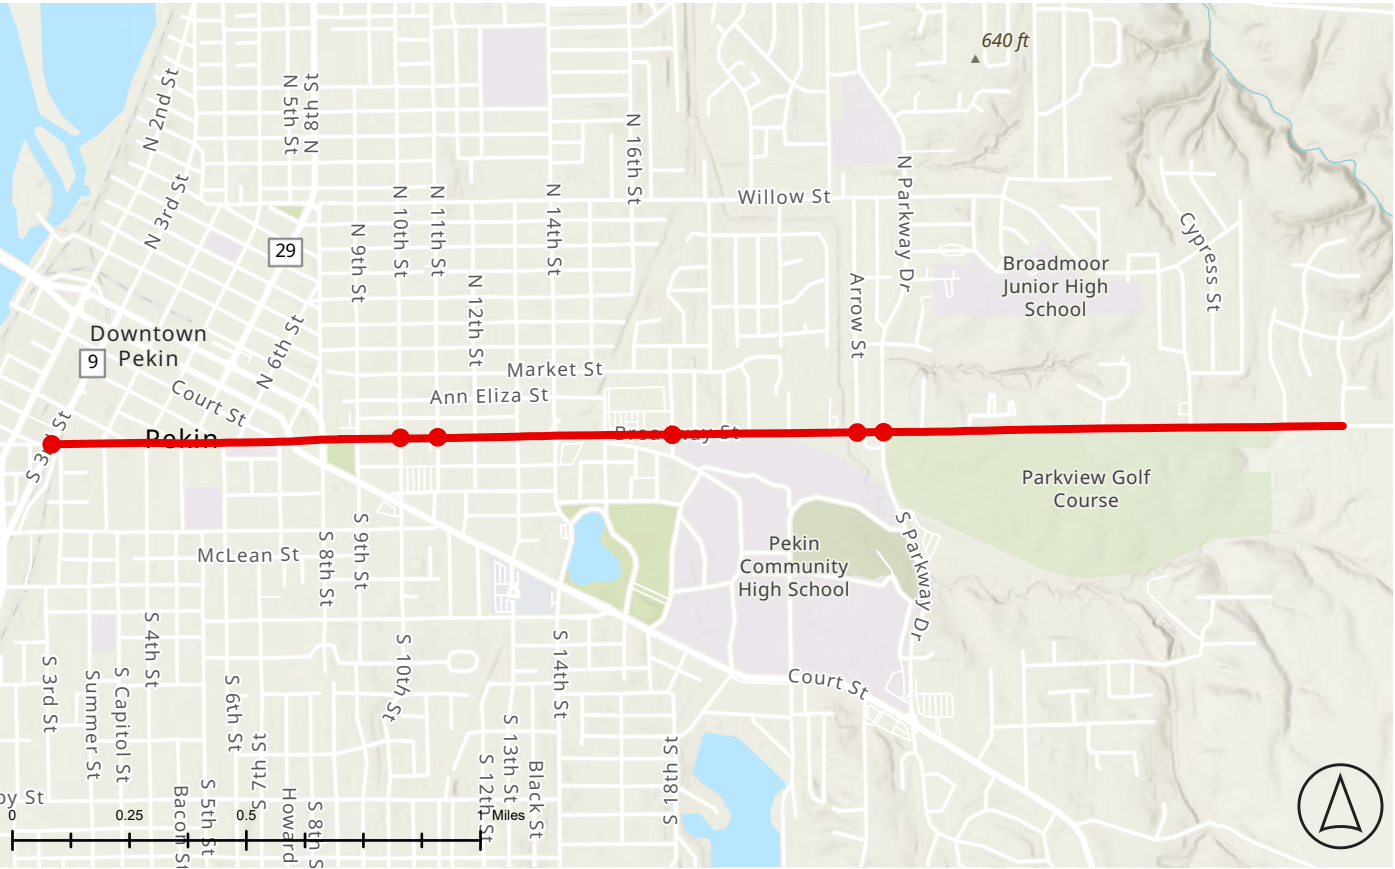 640 ft
N 2nd St
N 5th St
N 8th St
N 16th St
N 3rd St
N 10th St
N 11th St
N 14th St
Willow St
N Parkway Dr
Cypress St
29
N 9th St
N 12th St
Arrow St
Broadmoor
Junior High
School
Downtown
Pekin
9
N 6th St
Market St
Court St
Ann Eliza St
S 3rd St
Pekin
Broadway St
Parkview Golf
Course
McLean St
S 8th St
S 9th St
Pekin
Community
High School
S Parkway Dr
S 4th St
S 3rd St
Summer St
S Capitol St
S 6th St
S 7th St
S 10th St
S 14th St
Court St
S 13th St
S 12th St
Black St
S 18th St
by St
Bacon St
S 5th St
Howard
S 8th S
0
0.25
0.5
1
Miles